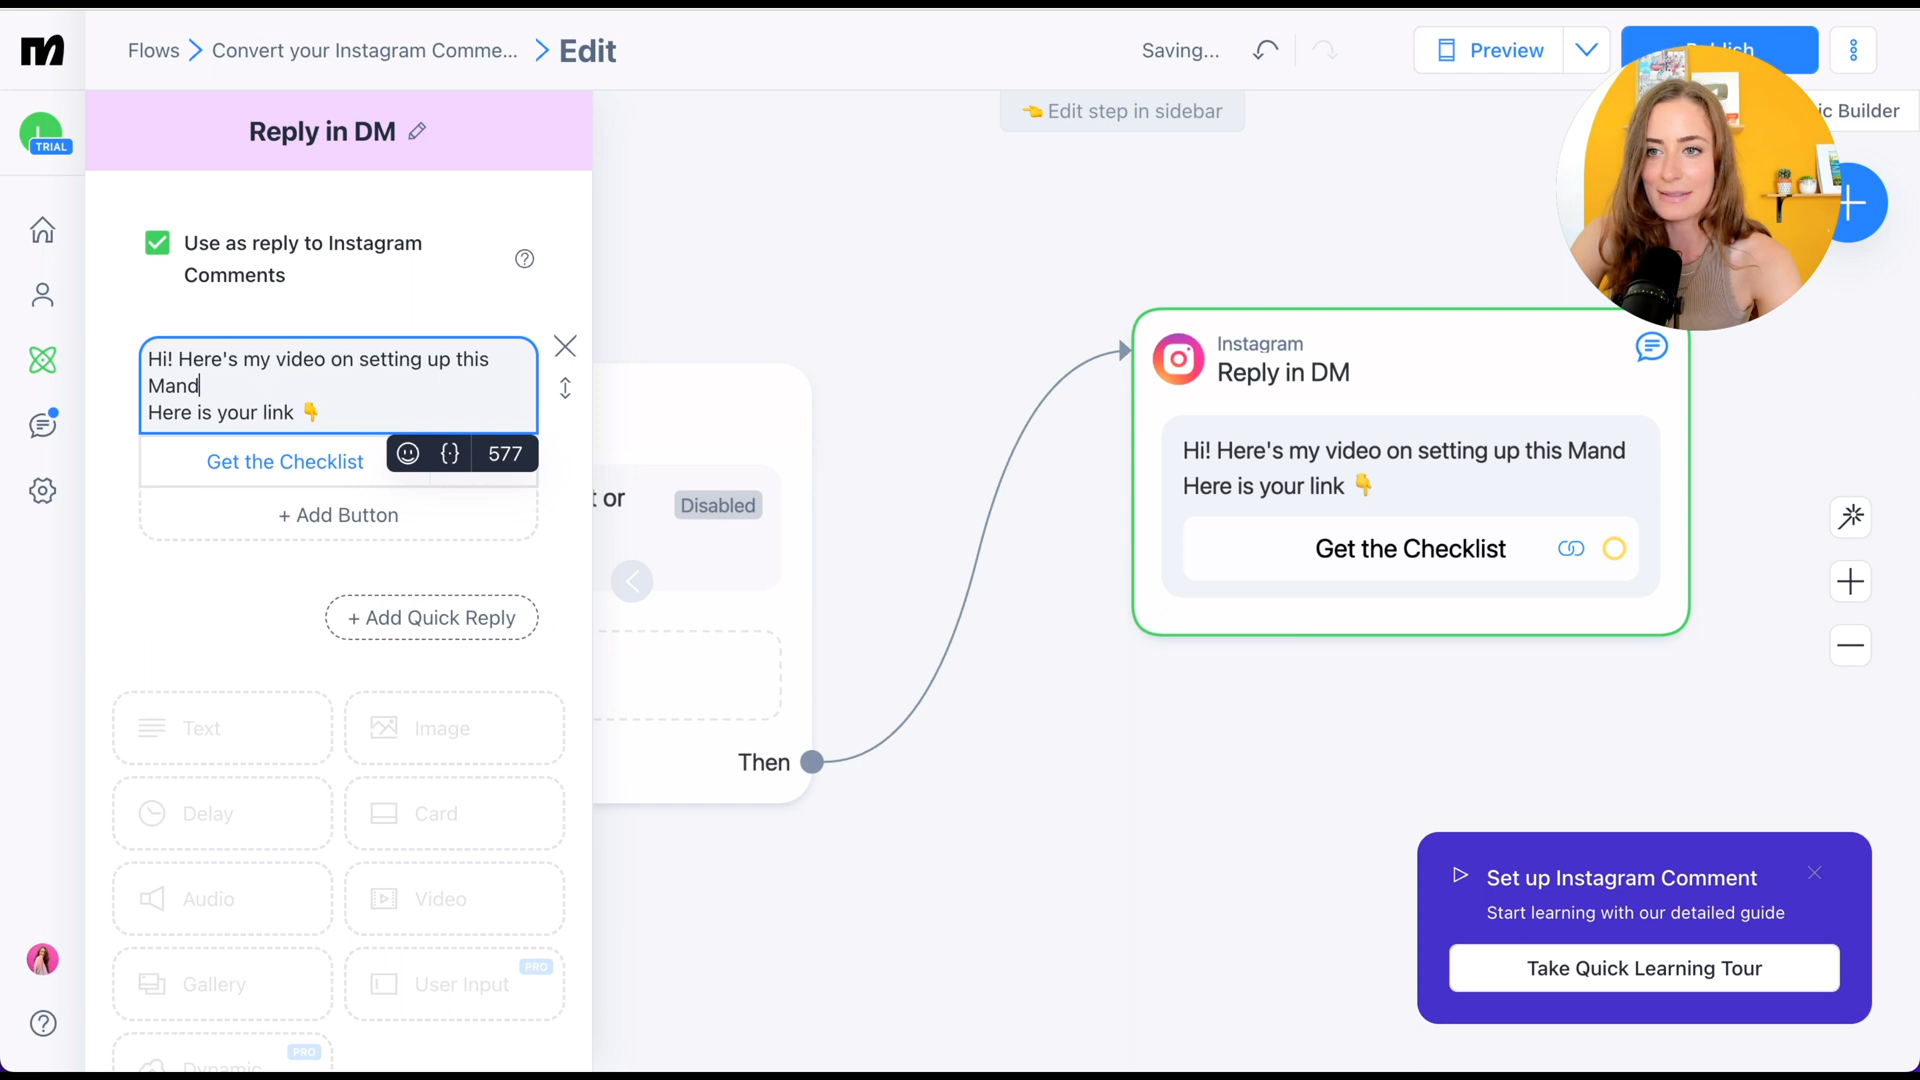 Flows
Convert your Instagram Comme...
Edit
Saving...
Preview
TRIAL
Reply in DM
👈 Edit step in sidebar
ic Builder
Use as reply to Instagram
Comments
Hi! Here's my video on setting up this
Mand
Here is your link 👇
577
Get the Checklist
+ Add Button
+ Add Quick Reply
Text
Image
Delay
Card
Audio
Video
Gallery
User Input
PRO
PRO
Dynamic
t or
Disabled
Then
Instagram
Reply in DM
Hi! Here's my video on setting up this Mand
Here is your link 👇
Get the Checklist
Set up Instagram Comment
Start learning with our detailed guide
Take Quick Learning Tour